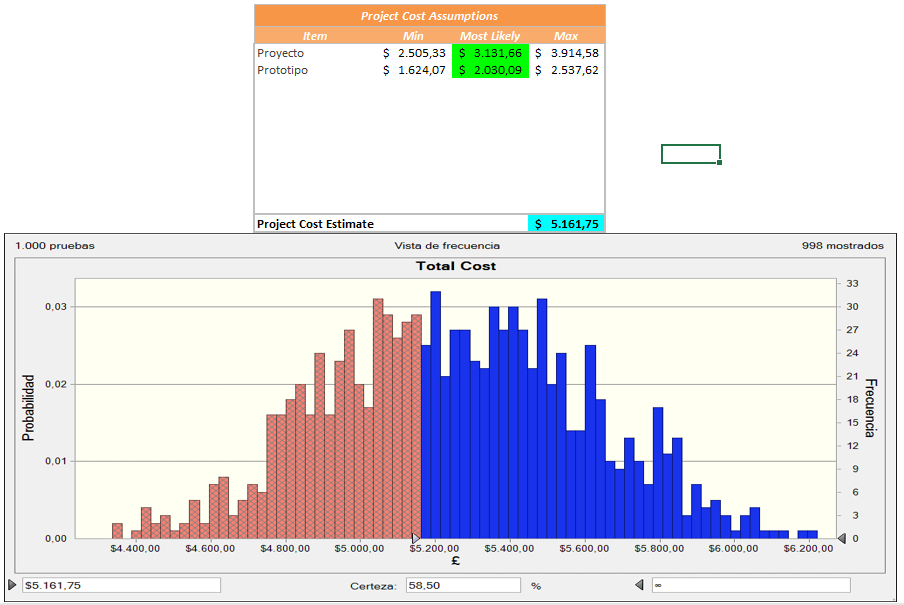 Project Cost Assumptions
Item Min Most Likely Max
Proyecto $ 2.505,33 $ 3.131,66 $ 3.914,58
Prototipo $ 1.624,07 $ 2.030,09 $ 2.537,62
Project Cost Estimate $ 5.161,75
1.000 pruebas Vista de frecuencia 998 mostrados
Total Cost
Probabilidad
0,03
0,02
0,01
0,00
33
30
27
24
21
18
15
12
9
6
3
0
Frecuencia
$4.400,00 $4.600,00 $4.800,00 $5.000,00 $5.200,00 $5.400,00 $5.600,00 $5.800,00 $6.000,00 $6.200,00
£
$5.161,75 Certeza: 58,50 % ∞